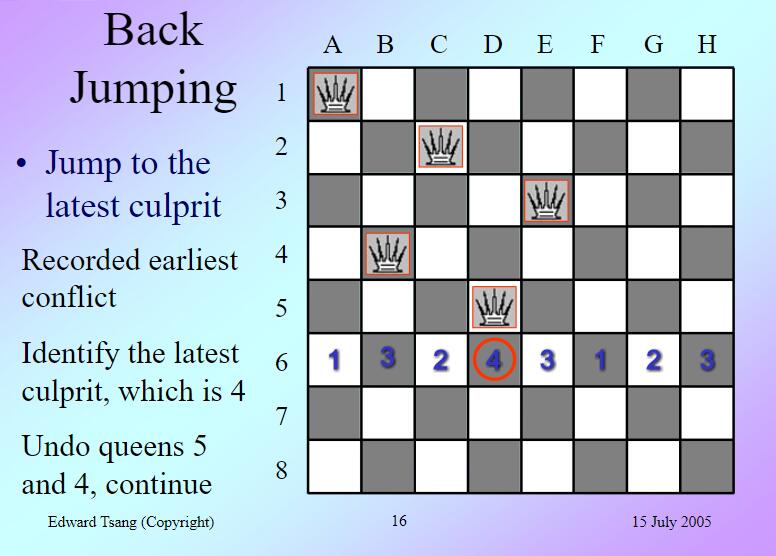 Back
Jumping
• Jump to the
latest culprit
Recorded earliest
conflict
Identify the latest
culprit, which is 4
Undo queens 5
and 4, continue
A B C D E F G H
1
2
3
4
5
6 1 3 2 4 3 1 2 3
7
8
Edward Tsang (Copyright) 16 15 July 2005